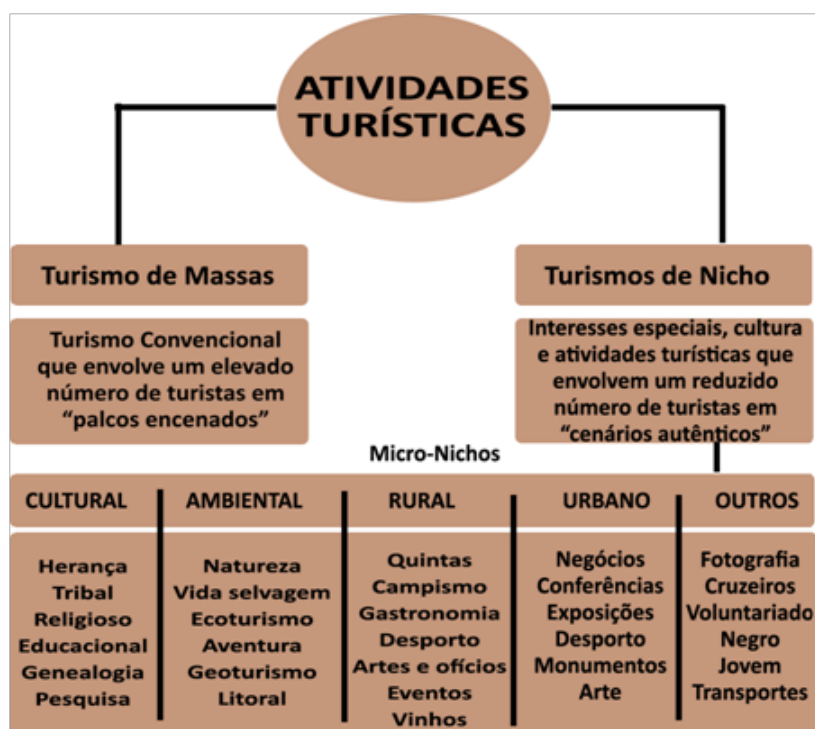 ATIVIDADES
TURÍSTICAS
Turismo de Massas
Turismo Convencional
que envolve um elevado
número de turistas em
“palcos encenados”
Turismos de Nicho
Interesses especiais, cultura
e atividades turísticas que
envolvem um reduzido
número de turistas em
“cenários autênticos”
Micro-Nichos
CULTURAL
Herança
Tribal
Religioso
Educacional
Genealogia
Pesquisa
AMBIENTAL
Natureza
Vida selvagem
Ecoturismo
Aventura
Geoturismo
Litoral
RURAL
Quintas
Campismo
Gastronomia
Desporto
Artes e ofícios
Eventos
Vinhos
URBANO
Negócios
Conferências
Exposições
Desporto
Monumentos
Arte
OUTROS
Fotografia
Cruzeiros
Voluntariado
Negro
Jovem
Transportes